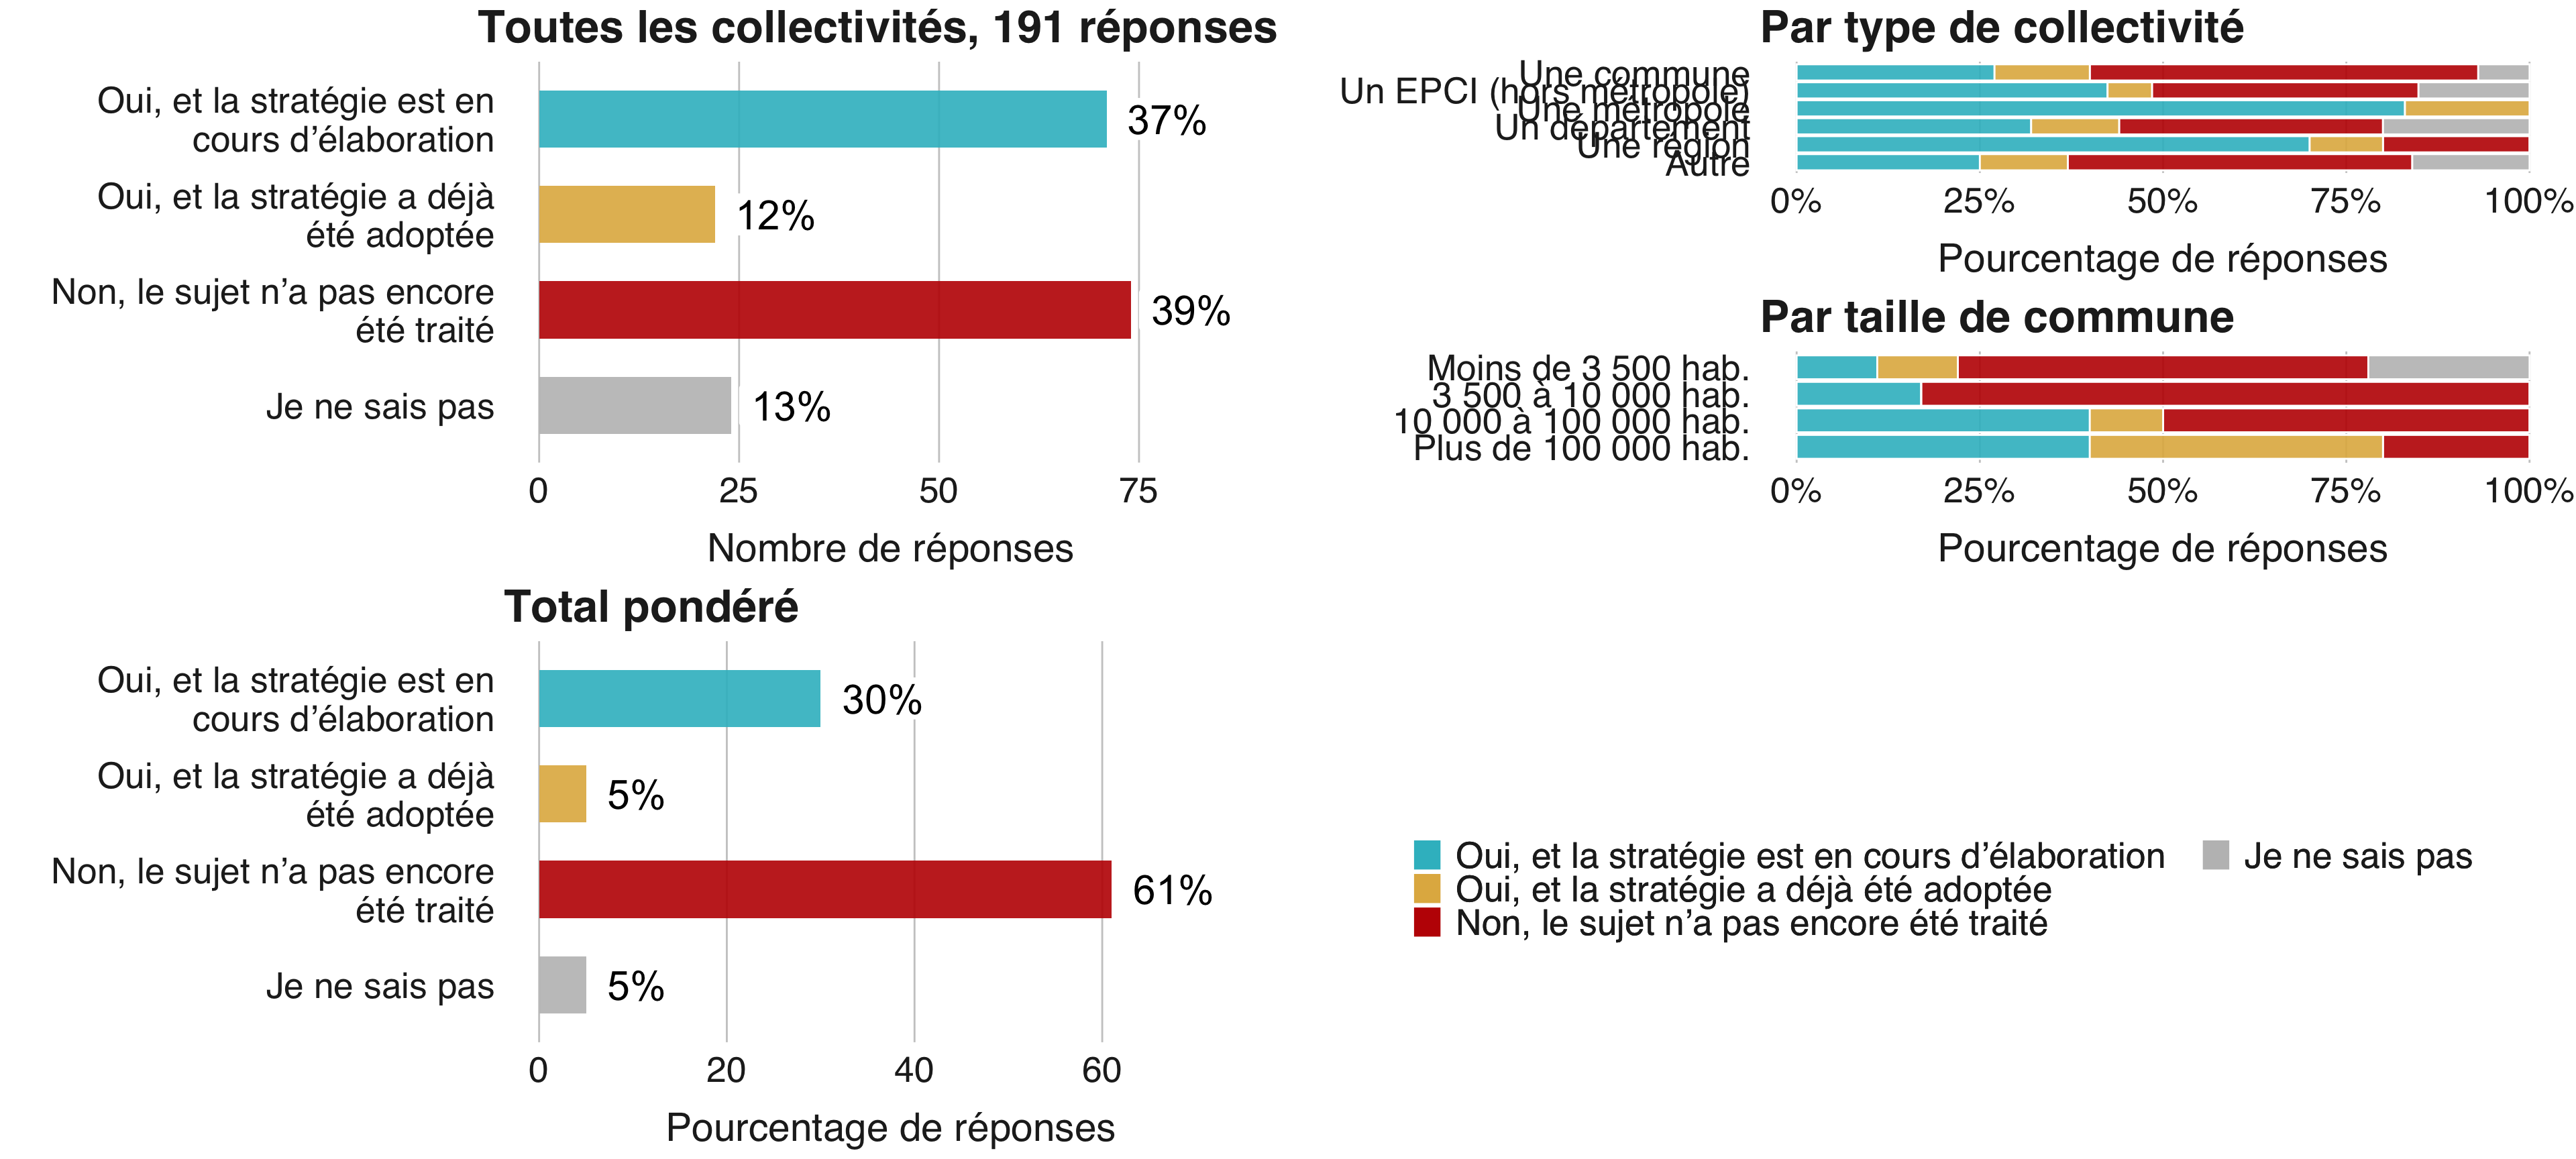 Toutes les collectivités, 191 réponses
Oui, et la stratégie est en
cours d’élaboration
37%
Oui, et la stratégie a déjà
été adoptée
12%
Non, le sujet n’a pas encore
été traité
39%
Je ne sais pas
13%
0 25 50 75
Nombre de réponses
Total pondéré
Oui, et la stratégie est en
cours d’élaboration
30%
Oui, et la stratégie a déjà
été adoptée
5%
Non, le sujet n’a pas encore
été traité
61%
Je ne sais pas
5%
0 20 40 60
Pourcentage de réponses
Par type de collectivité
Une commune
Un EPCI (hors métropole)
Une métropole
Un département
Une région
Autre
0% 25% 50% 75% 100%
Pourcentage de réponses
Par taille de commune
Moins de 3 500 hab.
3 500 à 10 000 hab.
10 000 à 100 000 hab.
Plus de 100 000 hab.
0% 25% 50% 75% 100%
Pourcentage de réponses
Oui, et la stratégie est en cours d’élaboration
Oui, et la stratégie a déjà été adoptée
Non, le sujet n’a pas encore été traité
Je ne sais pas